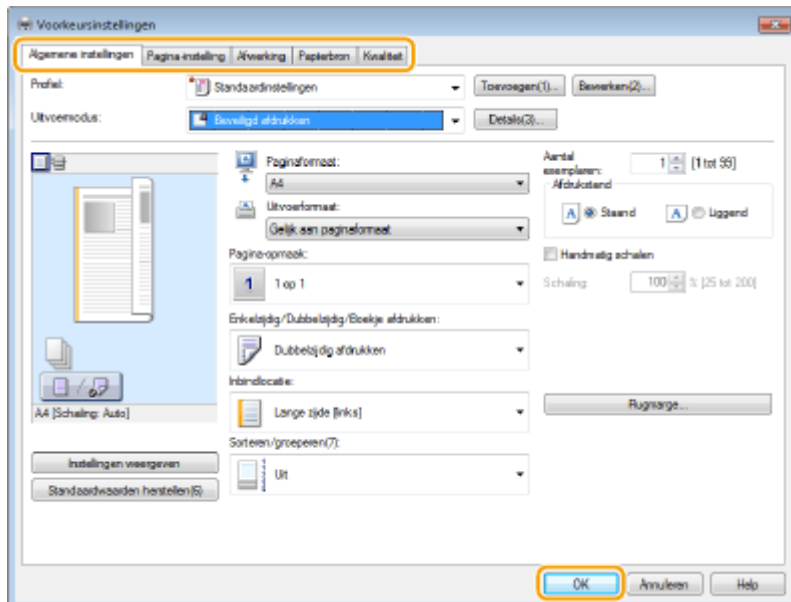 Voorkeursinstellingen
Algemene instellingen Pagina-instelling Afwerking Papierbron Kwaliteit
Profiel: Standaardinstellingen Toevoegen(1)... Bewerken(2)...
Uitvoermodus: Beveiligd afdrukken Details(3)...
Paginaformaat:
A4
Uitvoerformaat:
Gelijk aan paginaformaat
Aantal exemplaren: 1 [1 tot 99]
Afdrukstand
A Staand A Liggend
Pagina-opmaak:
1 1 op 1
Handmatig schalen
Schaling: 100 % [25 tot 200]
Enkelzijdig/Dubbelzijdig/Boekje afdrukken:
Dubbelzijdig afdrukken
Inbindlocatie:
Lange zijde [links]
Rugmarge...
A4 [Schaling: Auto]
Sorteren/groeperen(7):
Uit
Instellingen weergeven
Standaardwaarden herstellen(6)
OK Annuleren Help